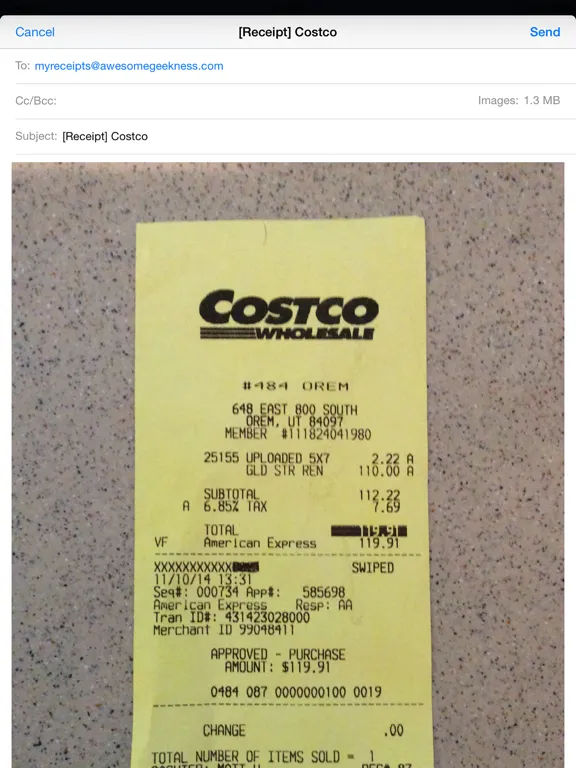 Cancel [Receipt] Costco Send
To: myreceipts@awesomegeekness.com
Cc/Bcc: Images: 1.3 MB
Subject: [Receipt] Costco
COSTCO
WHOLESALE
#484 OREM
648 EAST 800 SOUTH
OREM, UT 84097
MEMBER #111824041980
25155 UPLOADED 5X7 2.22 A
GLD STR REN 110.00 A
SUBTOTAL 112.22
A 6.85% TAX 7.69
TOTAL 119.91
VF American Express 119.91
XXXXXXXXXXX SWIPED
11/10/14 13:31
Seq#: 000734 App#: 585698
American Express Resp: AA
Tran ID#: 431423028000
Merchant ID 99048411
APPROVED - PURCHASE
AMOUNT: $119.91
0484 087 0000000100 0019
CHANGE .00
TOTAL NUMBER OF ITEMS SOLD = 1